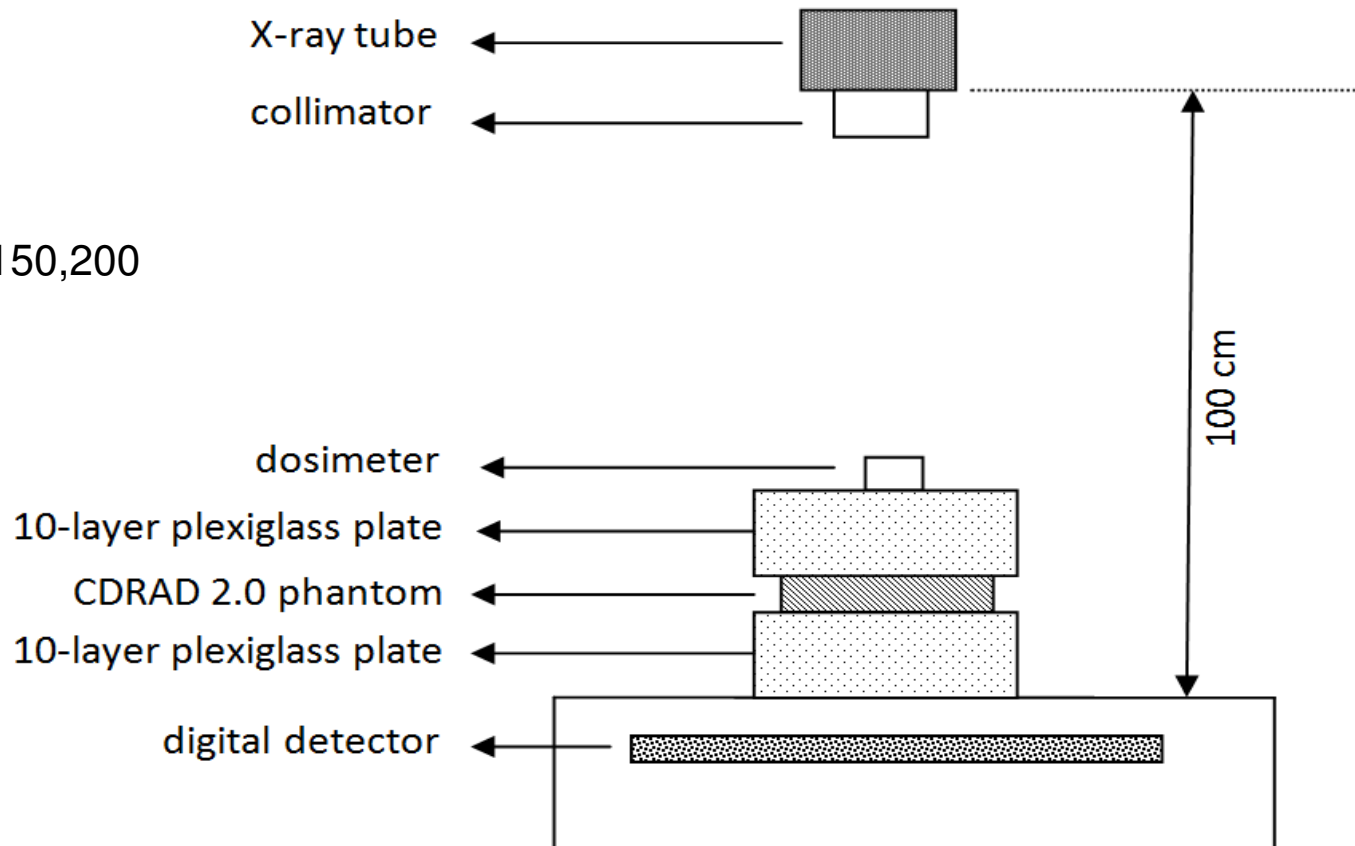 X-ray tube
collimator
150,200
100 cm
dosimeter
10-layer plexiglass plate
CDRAD 2.0 phantom
10-layer plexiglass plate
digital detector